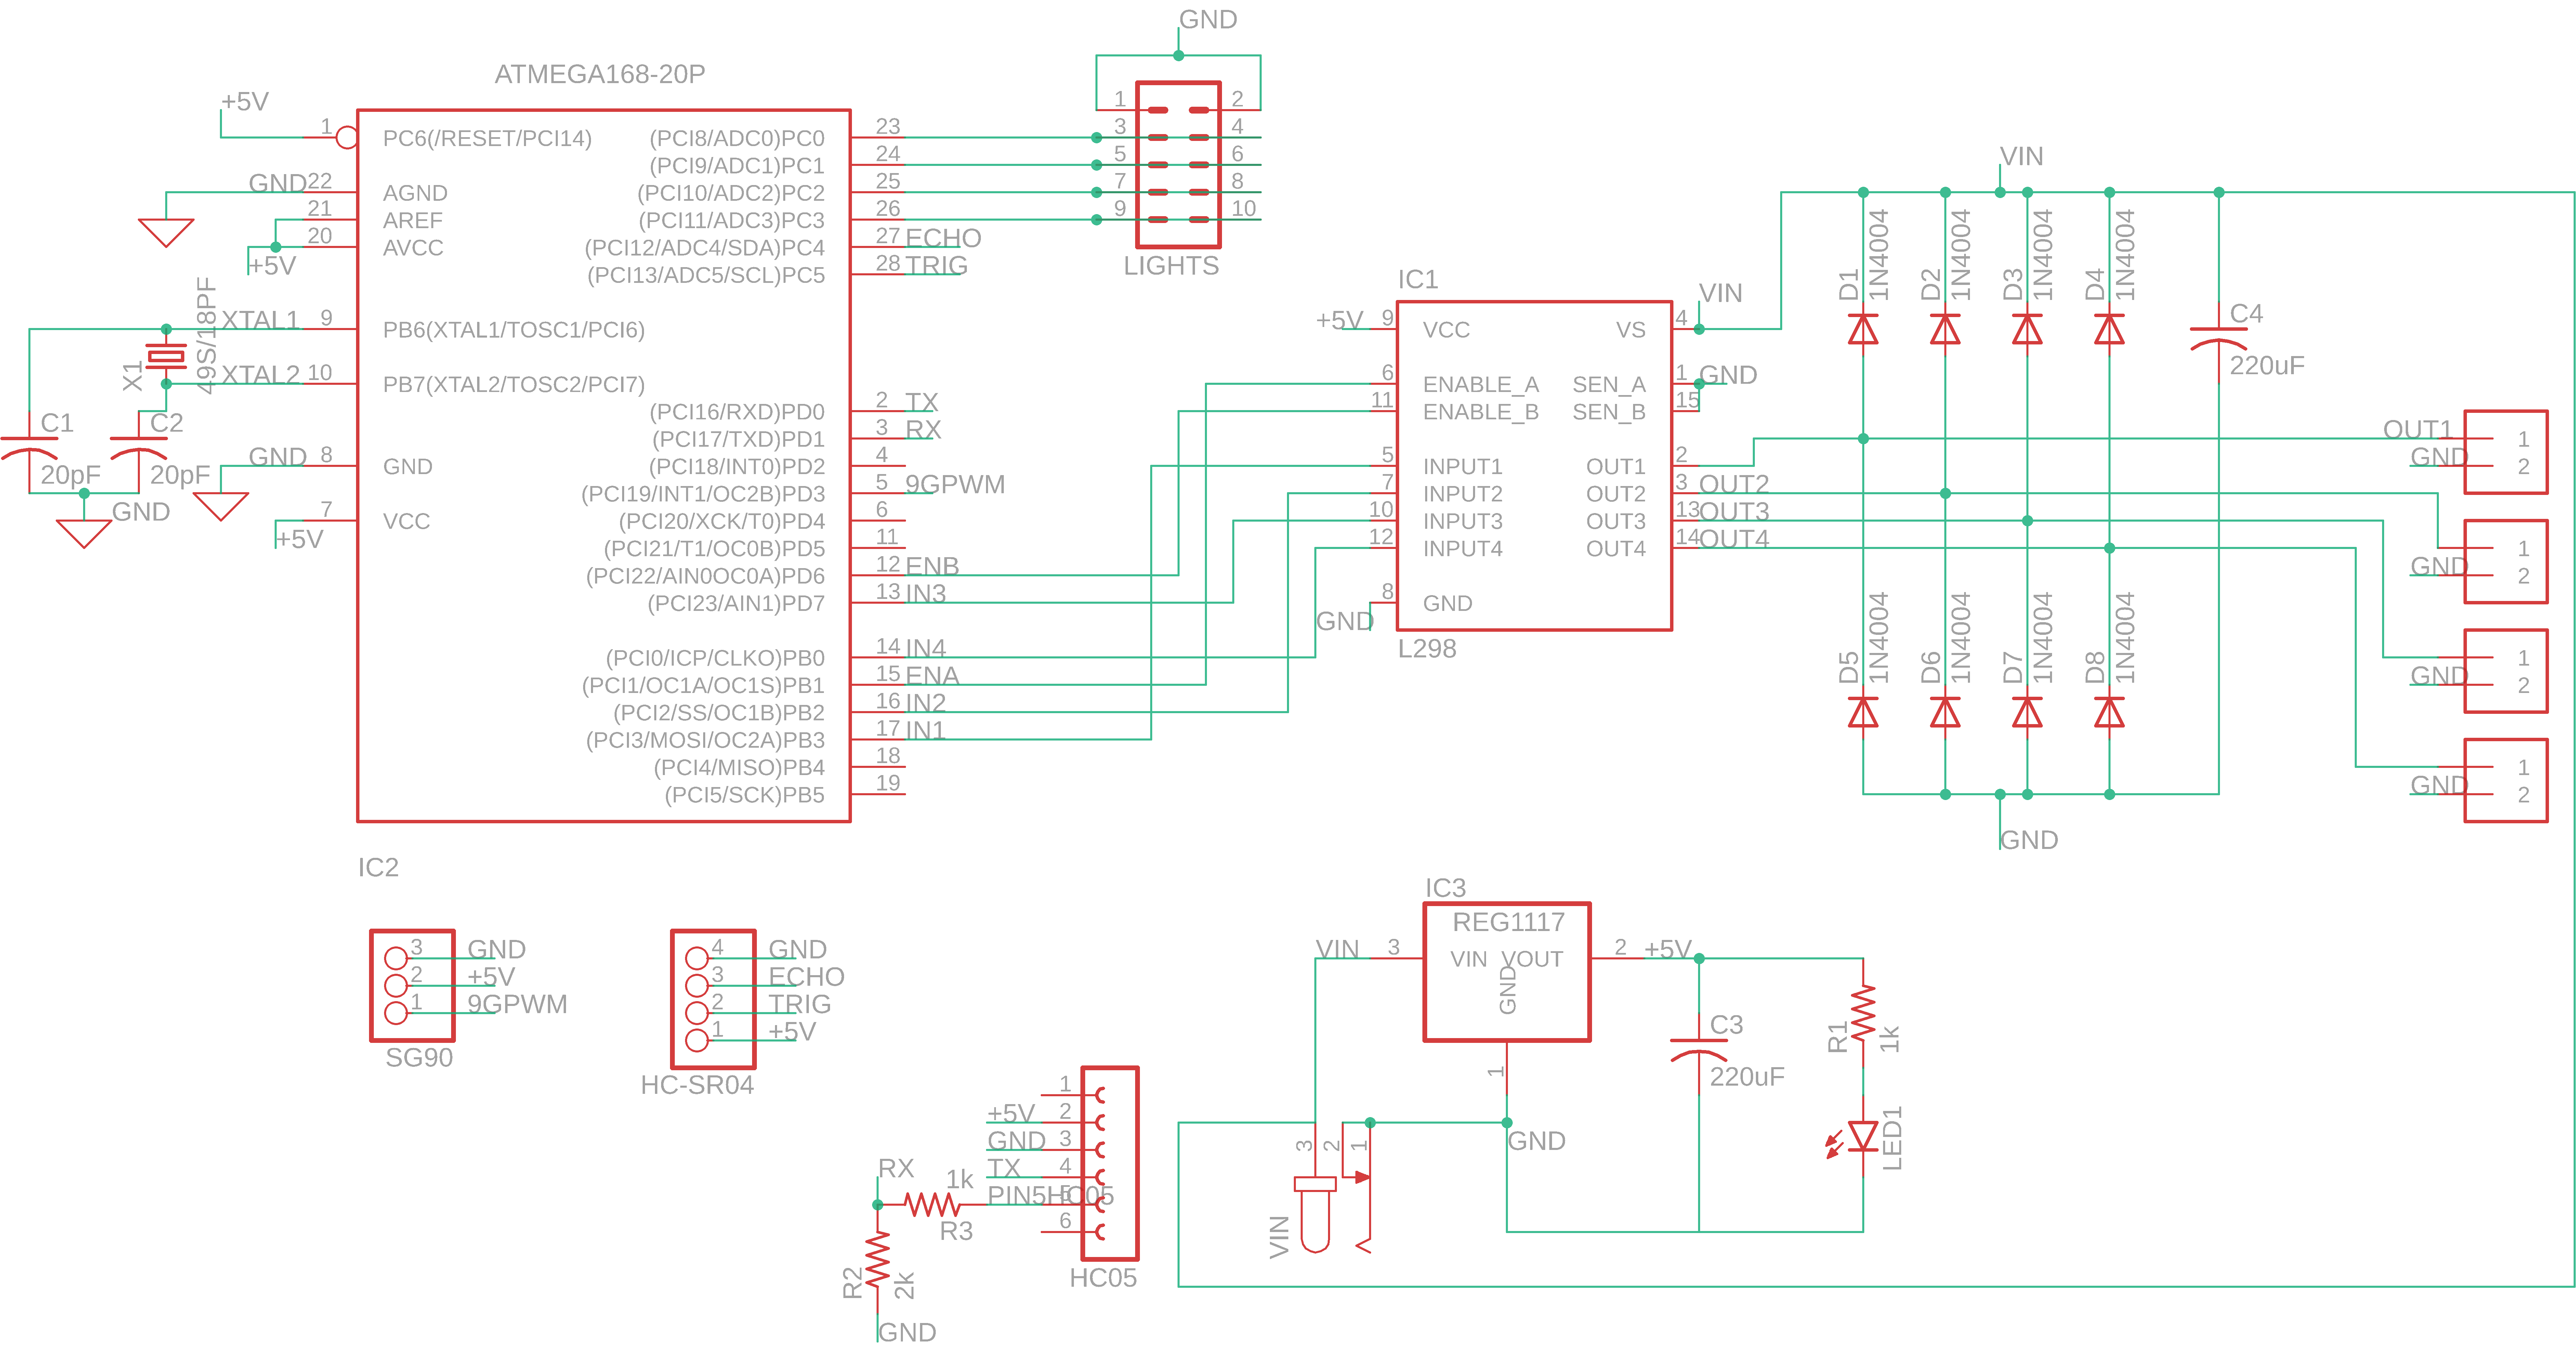 GND
ATMEGA168-20P
+5V
1 PC6(/RESET/PCI14)
GND 22 AGND
21 AREF
20 AVCC
+5V
XTAL1 9 PB6(XTAL1/TOSC1/PCI6)
XTAL2 10 PB7(XTAL2/TOSC2/PCI7)
GND 8 GND
7 VCC
+5V
X1
49S/18PF
C1
20pF
C2
20pF
GND
(PCI8/ADC0)PC0 23
(PCI9/ADC1)PC1 24
(PCI10/ADC2)PC2 25
(PCI11/ADC3)PC3 26
(PCI12/ADC4/SDA)PC4 27 ECHO
(PCI13/ADC5/SCL)PC5 28 TRIG
(PCI16/RXD)PD0 2 TX
(PCI17/TXD)PD1 3 RX
(PCI18/INT0)PD2 4
(PCI19/INT1/OC2B)PD3 5 9GPWM
(PCI20/XCK/T0)PD4 6
(PCI21/T1/OC0B)PD5 11
(PCI22/AIN0OC0A)PD6 12 ENB
(PCI23/AIN1)PD7 13 IN3
(PCI0/ICP/CLKO)PB0 14 IN4
(PCI1/OC1A/OC1S)PB1 15 ENA
(PCI2/SS/OC1B)PB2 16 IN2
(PCI3/MOSI/OC2A)PB3 17 IN1
(PCI4/MISO)PB4 18
(PCI5/SCK)PB5 19
IC2
1 2
3 4
5 6
7 8
9 10
LIGHTS
IC1
+5V 9 VCC
6 ENABLE_A
11 ENABLE_B
5 INPUT1
7 INPUT2
10 INPUT3
12 INPUT4
8 GND
GND
VIN
VS 4
SEN_A 1 GND
SEN_B 15
OUT1 2
OUT2 3 OUT2
OUT3 13 OUT3
OUT4 14 OUT4
L298
VIN
D1 1N4004
D2 1N4004
D3 1N4004
D4 1N4004
C4
220uF
D5 1N4004
D6 1N4004
D7 1N4004
D8 1N4004
GND
OUT1 1
GND 2
1
GND 2
1
GND 2
1
GND 2
3 GND
2 +5V
1 9GPWM
SG90
4 GND
3 ECHO
2 TRIG
1 +5V
HC-SR04
1
+5V 2
GND 3
TX 4
PIN5HC05 5
6
HC05
RX
1k
R3
R2
2k
GND
IC3
REG1117
VIN 3 VIN
VOUT 2 +5V
GND
1
GND
C3
220uF
R1
1k
LED1
3
2
1
VIN